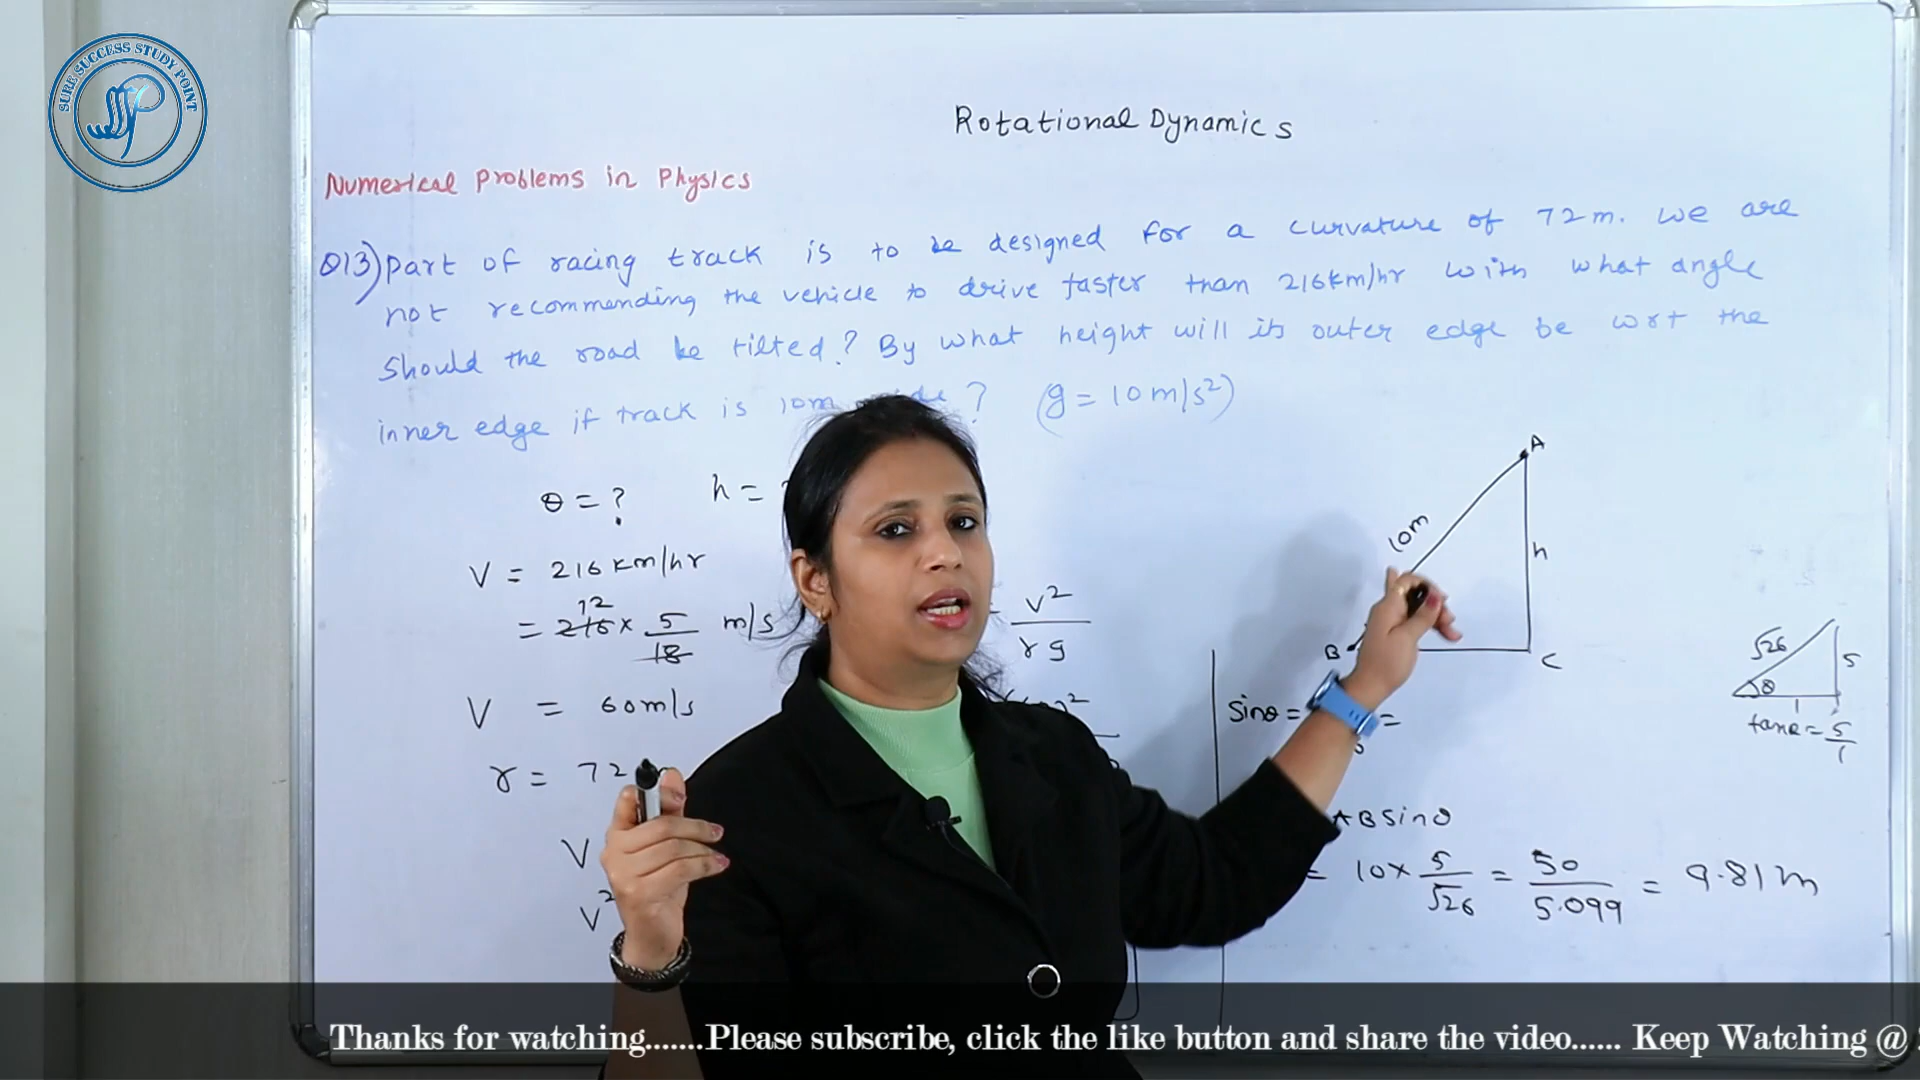 SURE SUCCESS STUDY POINT
Rotational Dynamics
Numerical Problems in Physics
Q13) Part of racing track is to be designed for a curvature of 72m. We are
not recommending the vehicle to drive faster than 216km/hr with what angle
should the road be tilted? By what height will its outer edge be wrt the
inner edge if track is 10m ? (g = 10m/s²)
θ = ? h =
V = 216 km/hr
12
= 216 x 5/18 m/s
V = 60m/s
r = 72
V
V²
V²/rg
A
10m
h
B
C
Sinθ = =
ABSinθ
= 10x 5/√26 = 50/5.099 = 9.81m
√26
5
θ
1
tanθ = 5/1
Thanks for watching.......Please subscribe, click the like button and share the video...... Keep Watching @